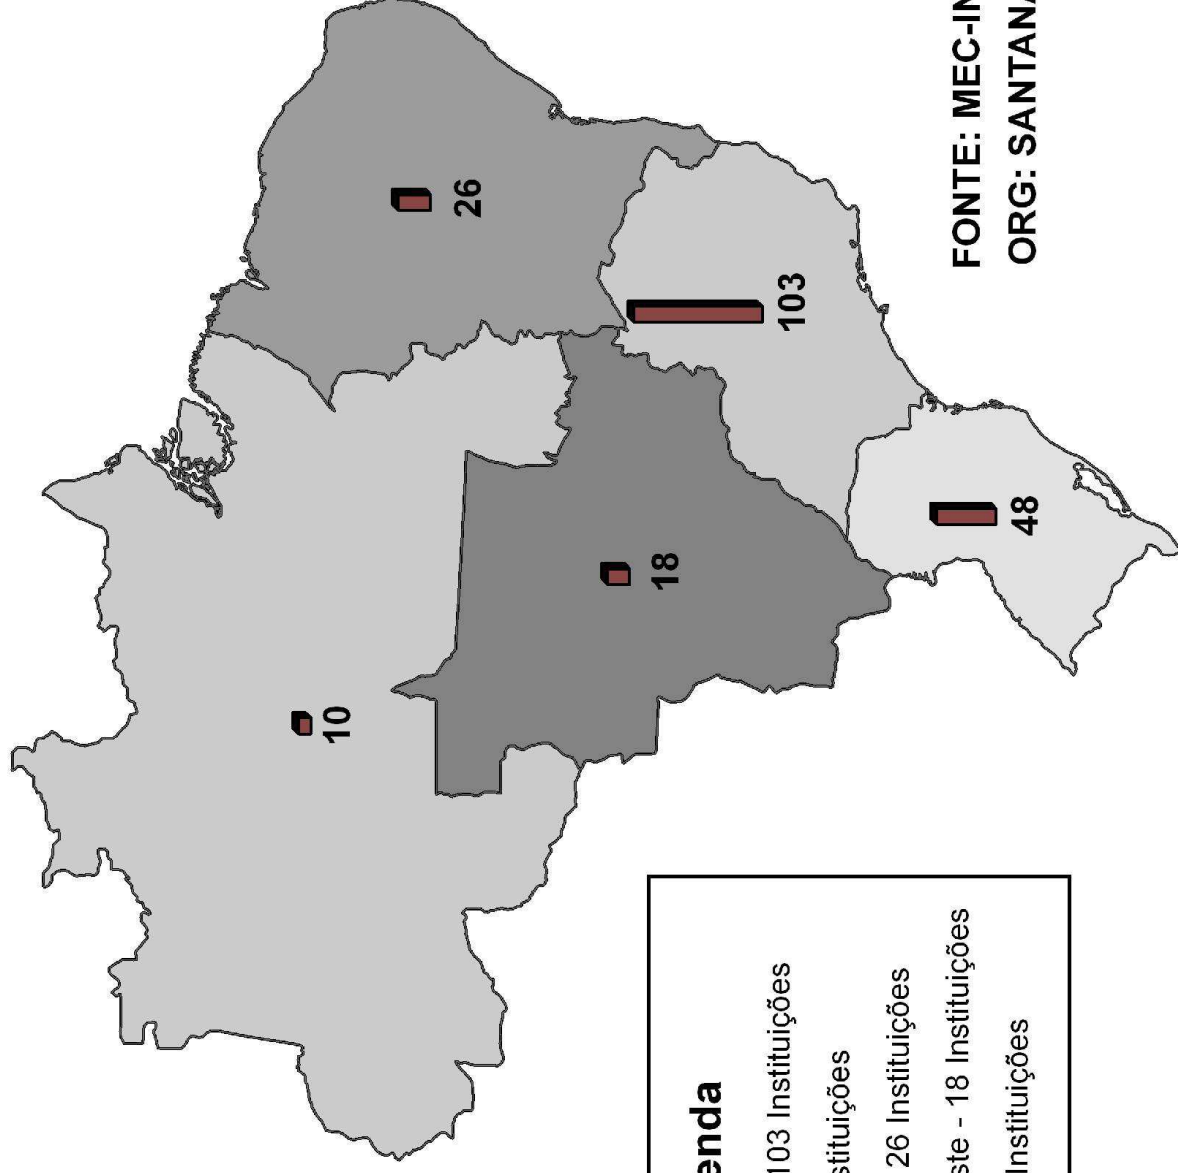 10
26
18
103
48
enda
103 Instituições
stituições
26 Instituições
ste - 18 Instituições
Instituições
FONTE: MEC-IN
ORG: SANTANA